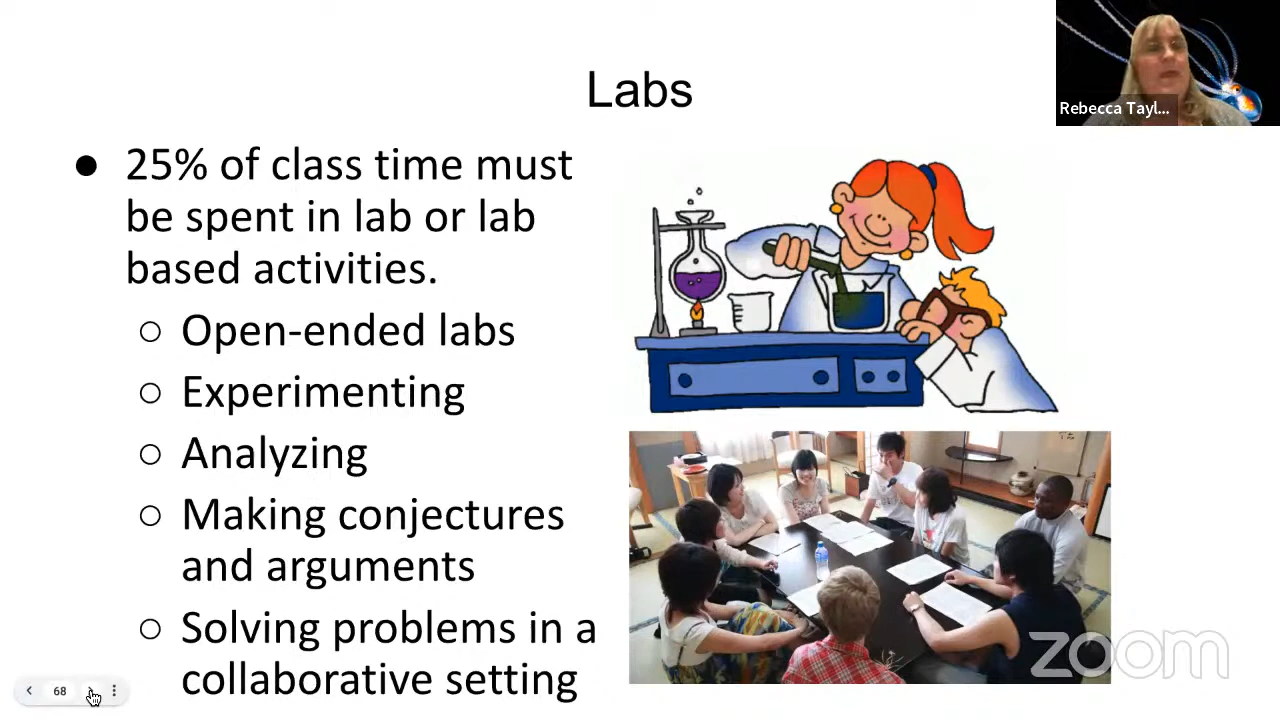 Labs
Rebecca Tayl...
● 25% of class time must
be spent in lab or lab
based activities.
○ Open-ended labs
○ Experimenting
○ Analyzing
○ Making conjectures
and arguments
○ Solving problems in a
collaborative setting
68
zoom